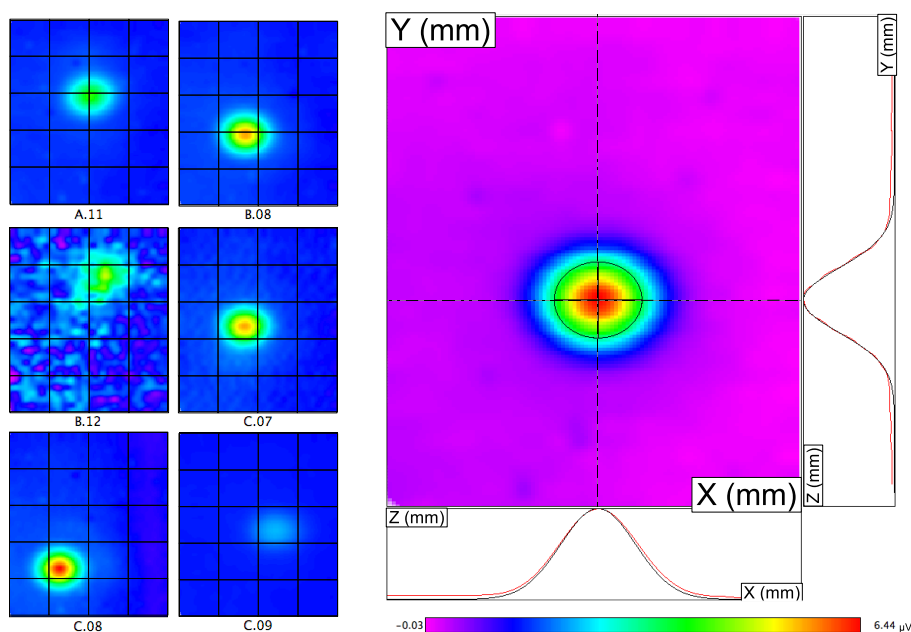 A.11
B.08
B.12
C.07
C.08
C.09
Y (mm)
X (mm)
Y (mm)
Z (mm)
Z (mm)
X (mm)
−0.03
6.44 µV